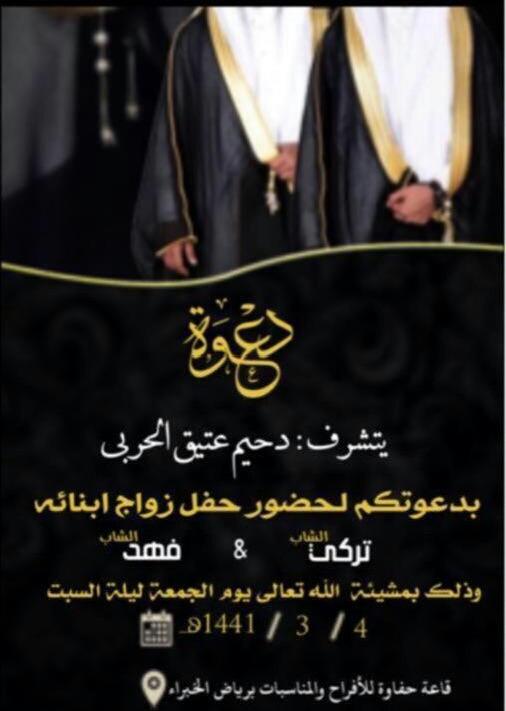 دعوة
يتشرف: دحيم عتيق الحربي
بدعوتكم لحضور حفل زواج ابنائه
الشاب تركي & الشاب فهد
وذلك بمشيئة الله تعالى يوم الجمعة ليلة السبت
4 / 3 / 1441هـ
قاعة حفاوة للأفراح والمناسبات برياض الخبراء